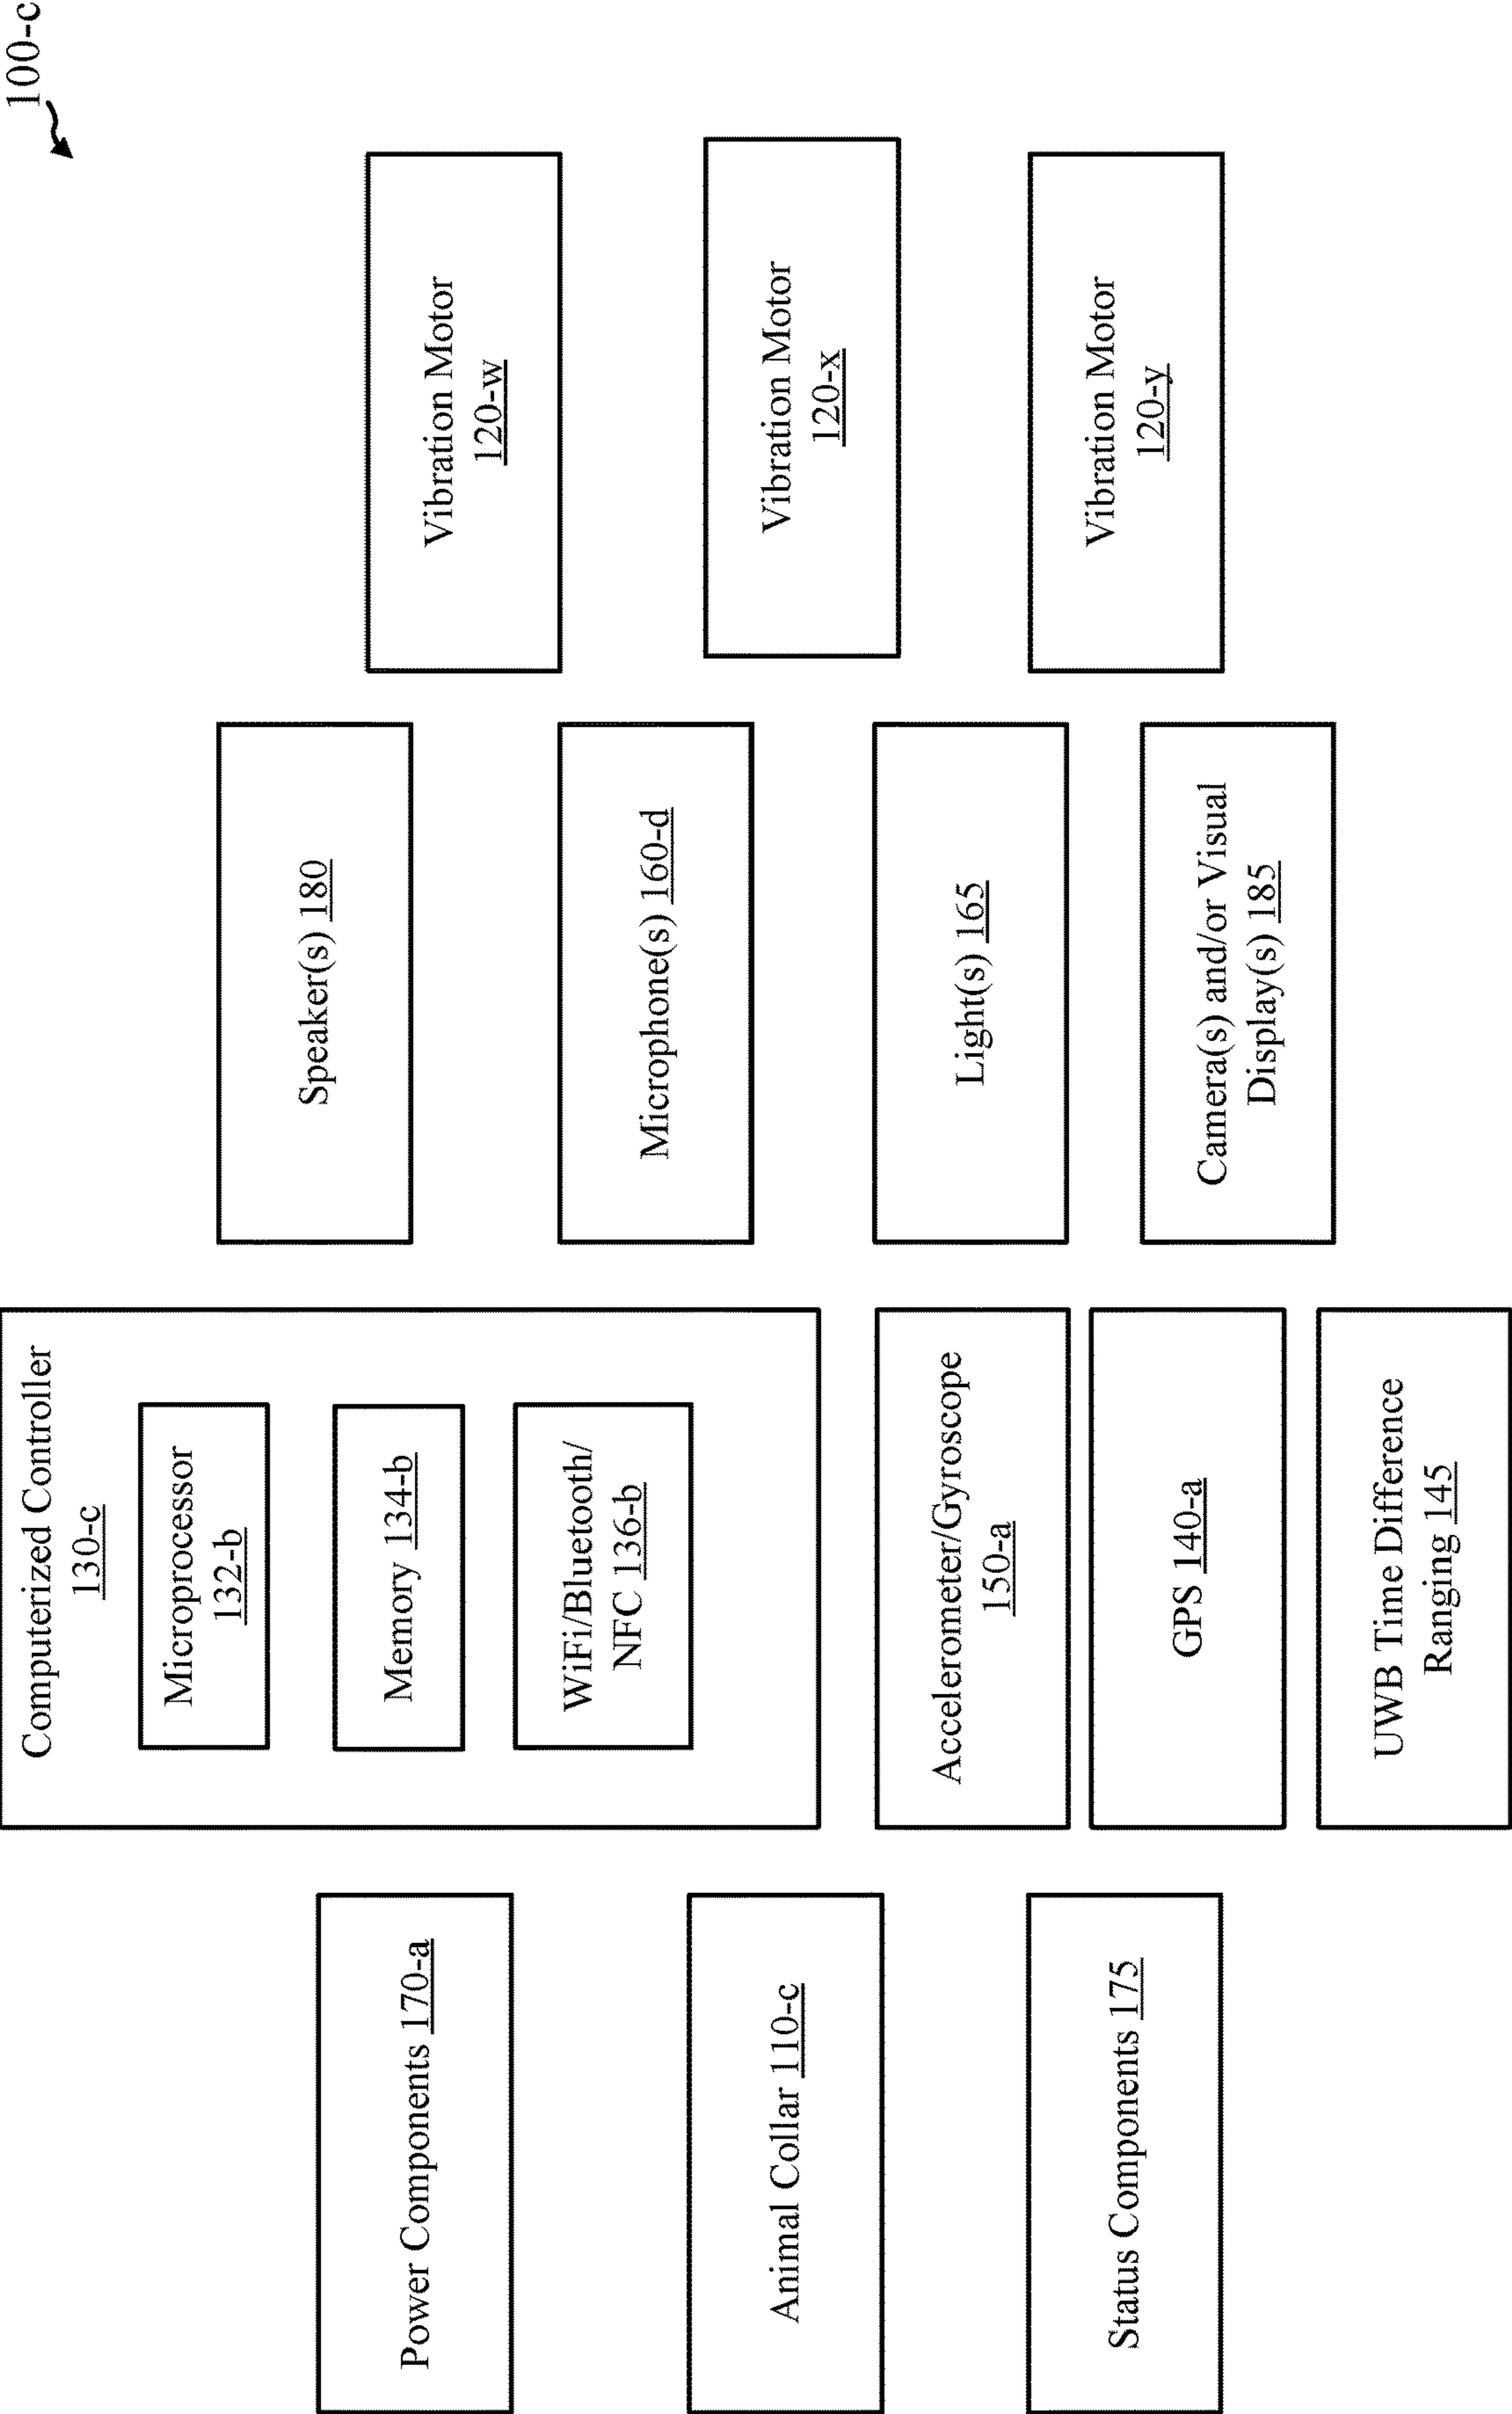 100-c
Power Components 170-a
Animal Collar 110-c
Status Components 175
Computerized Controller
130-c
Microprocessor
132-b
Memory 134-b
WiFi/Bluetooth/
NFC 136-b
Accelerometer/Gyroscope
150-a
GPS 140-a
UWB Time Difference
Ranging 145
Speaker(s) 180
Microphone(s) 160-d
Light(s) 165
Camera(s) and/or Visual
Display(s) 185
Vibration Motor
120-w
Vibration Motor
120-x
Vibration Motor
120-y